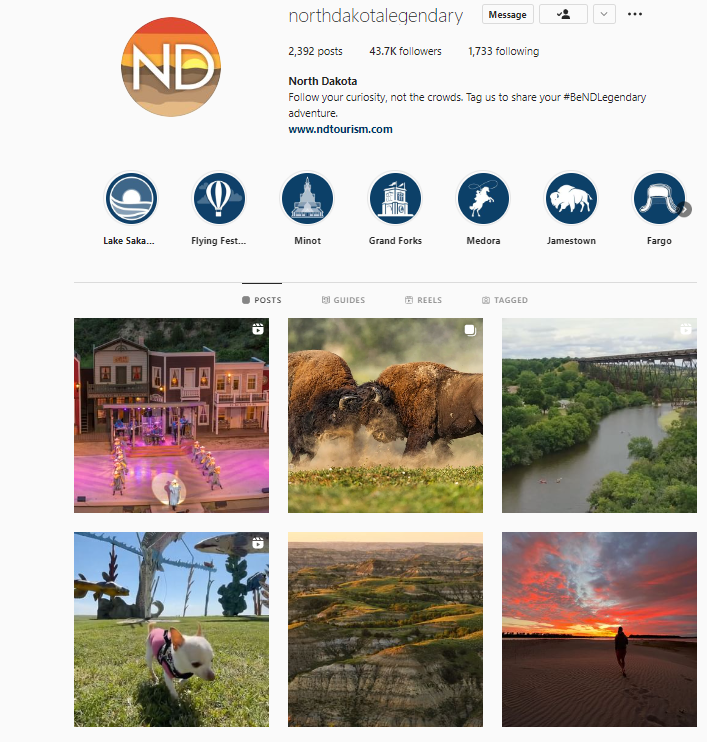 northdakotalegendary Message
2,392 posts 43.7K followers 1,733 following
ND
North Dakota
Follow your curiosity, not the crowds. Tag us to share your #BeNDLegendary
adventure.
www.ndtourism.com
Lake Saka... Flying Fest... Minot Grand Forks Medora Jamestown Fargo
POSTS GUIDES REELS TAGGED